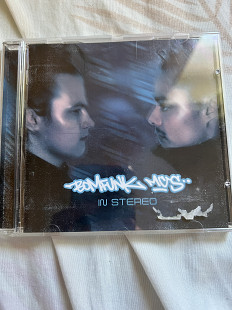 BOMFUNK MC'S
IN STEREO